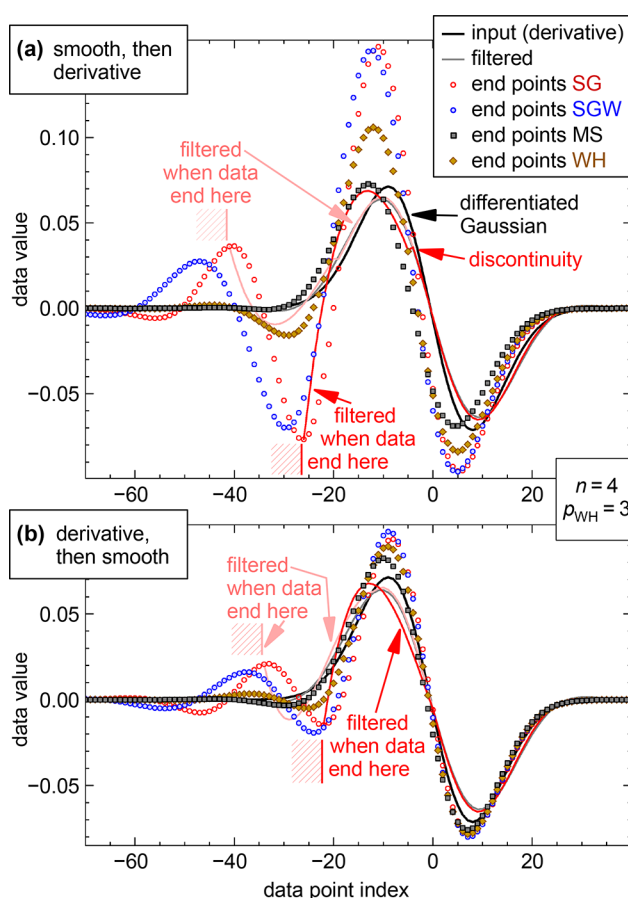 (a) smooth, then
derivative
input (derivative)
filtered
end points SG
end points SGW
end points MS
end points WH
filtered
when data
end here
differentiated
Gaussian
discontinuity
filtered
when data
end here
data value
0.10
0.05
0.00
−0.05
−60
−40
−20
0
20
n = 4
pWH = 3
(b) derivative,
then smooth
filtered
when data
end here
filtered
when data
end here
data value
0.05
0.00
−0.05
−60
−40
−20
0
20
data point index